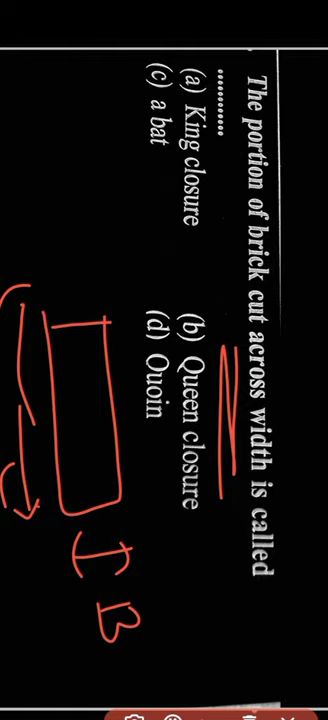 The portion of brick cut across width is called
............
(a) King closure (b) Queen closure
(c) a bat (d) Quoin
B